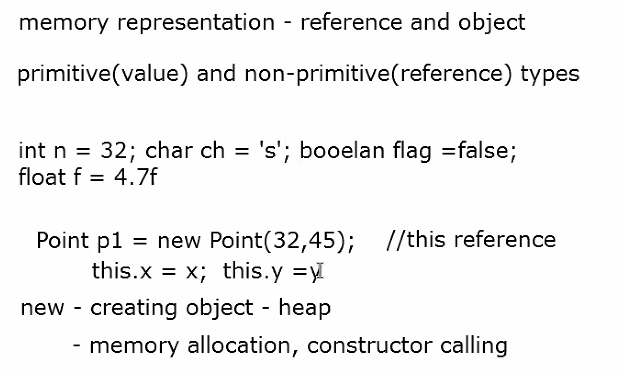 memory representation - reference and object
primitive(value) and non-primitive(reference) types
int n = 32; char ch = 's'; booelan flag =false;
float f = 4.7f
Point p1 = new Point(32,45); //this reference
this.x = x; this.y =y
new - creating object - heap
- memory allocation, constructor calling